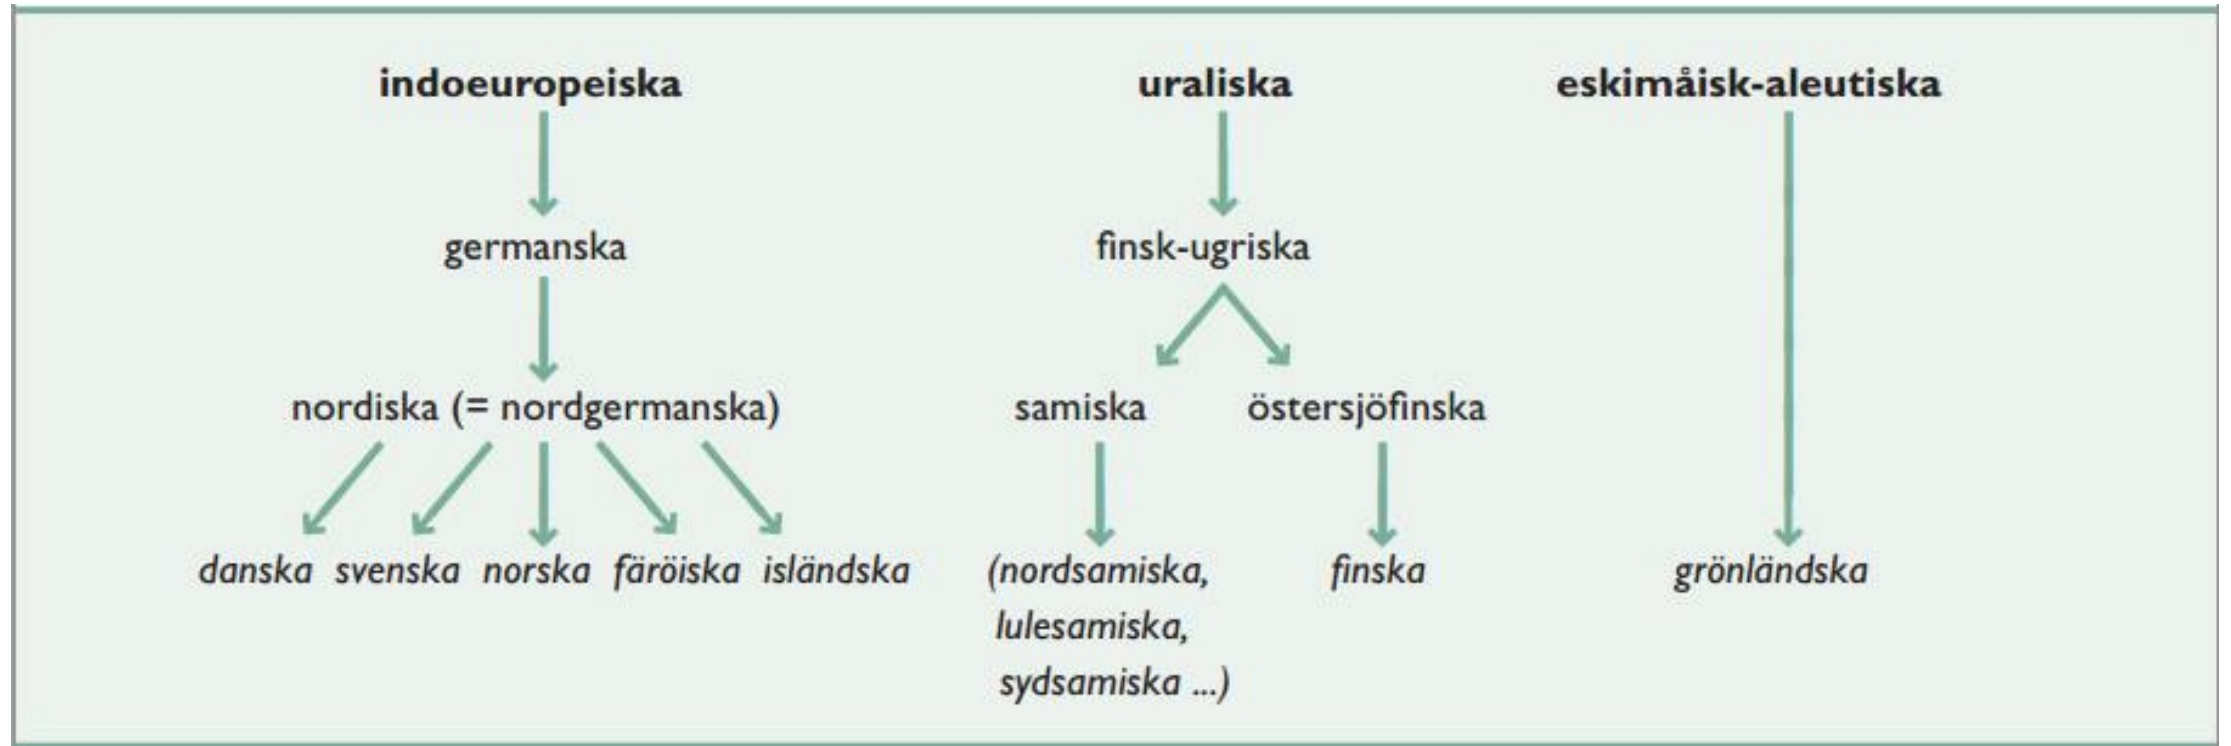 indoeuropeiska uraliska eskimåisk-aleutiska
germanska finsk-ugriska
nordiska (= nordgermanska) samiska östersjöfinska
danska svenska norska färöiska isländska (nordsamiska, finska grönländska
lulesamiska,
sydsamiska ...)